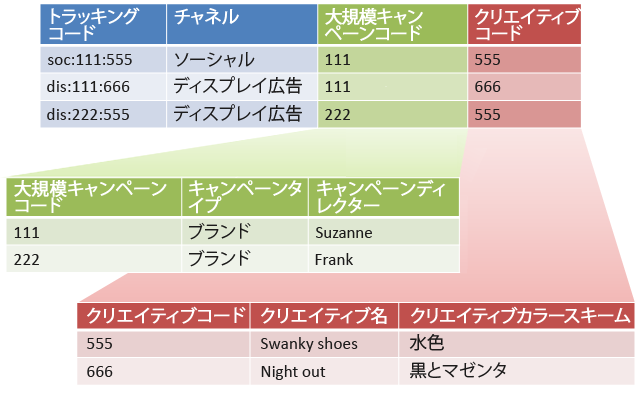 トラッキング チャネル 大規模キャン クリエイティブ
コード ペーンコード コード
soc:111:555 ソーシャル 111 555
dis:111:666 ディスプレイ広告 111 666
dis:222:555 ディスプレイ広告 222 555
大規模キャンペーン キャンペーンタ キャンペーンディ
コード イプ レクター
111 ブランド Suzanne
222 ブランド Frank
クリエイティブコード クリエイティブ名 クリエイティブカラースキーム
555 Swanky shoes 水色
666 Night out 黒とマゼンタ